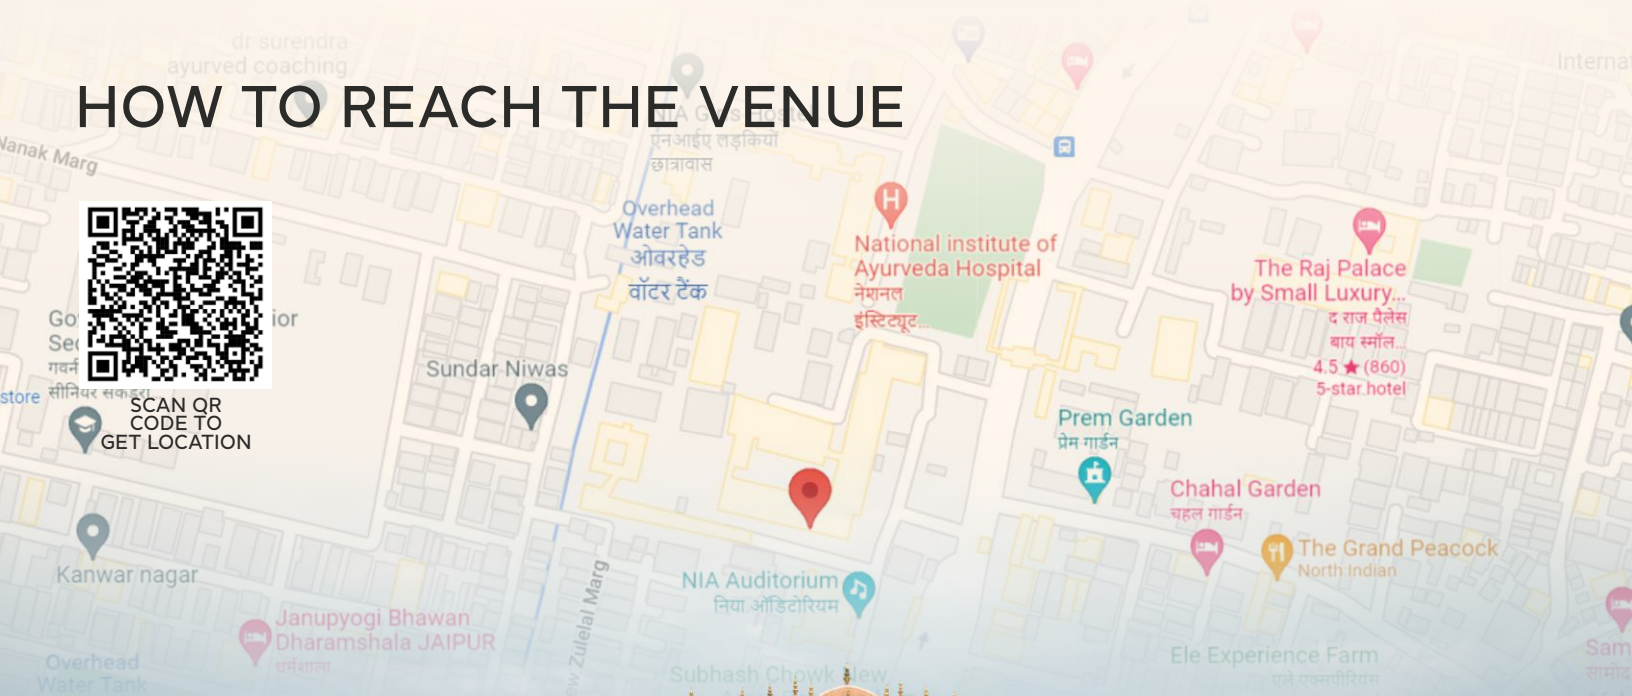 dr surendra
ayurved coaching
HOW TO REACH THE VENUE
एनआईए लड़कियों
छात्रावास
Nanak Marg
Overhead
Water Tank
ओवरहेड
वॉटर टैंक
National institute of
Ayurveda Hospital
नेशनल
इंस्टिट्यूट...
The Raj Palace
by Small Luxury...
द राज पैलेस
बाय स्मॉल...
4.5 ★ (860)
5-star hotel
Sundar Niwas
store
SCAN QR
CODE TO
GET LOCATION
Prem Garden
प्रेम गार्डन
Chahal Garden
चहल गार्डन
The Grand Peacock
North Indian
Kanwar nagar
NIA Auditorium
निया ऑडिटोरियम
Zulelal Marg
Janupyogi Bhawan
Dharamshala JAIPUR
धर्मशाला
Overhead
Water Tank
Subhash Chowk
Ele Experience Farm
एले एक्सपीरियंस